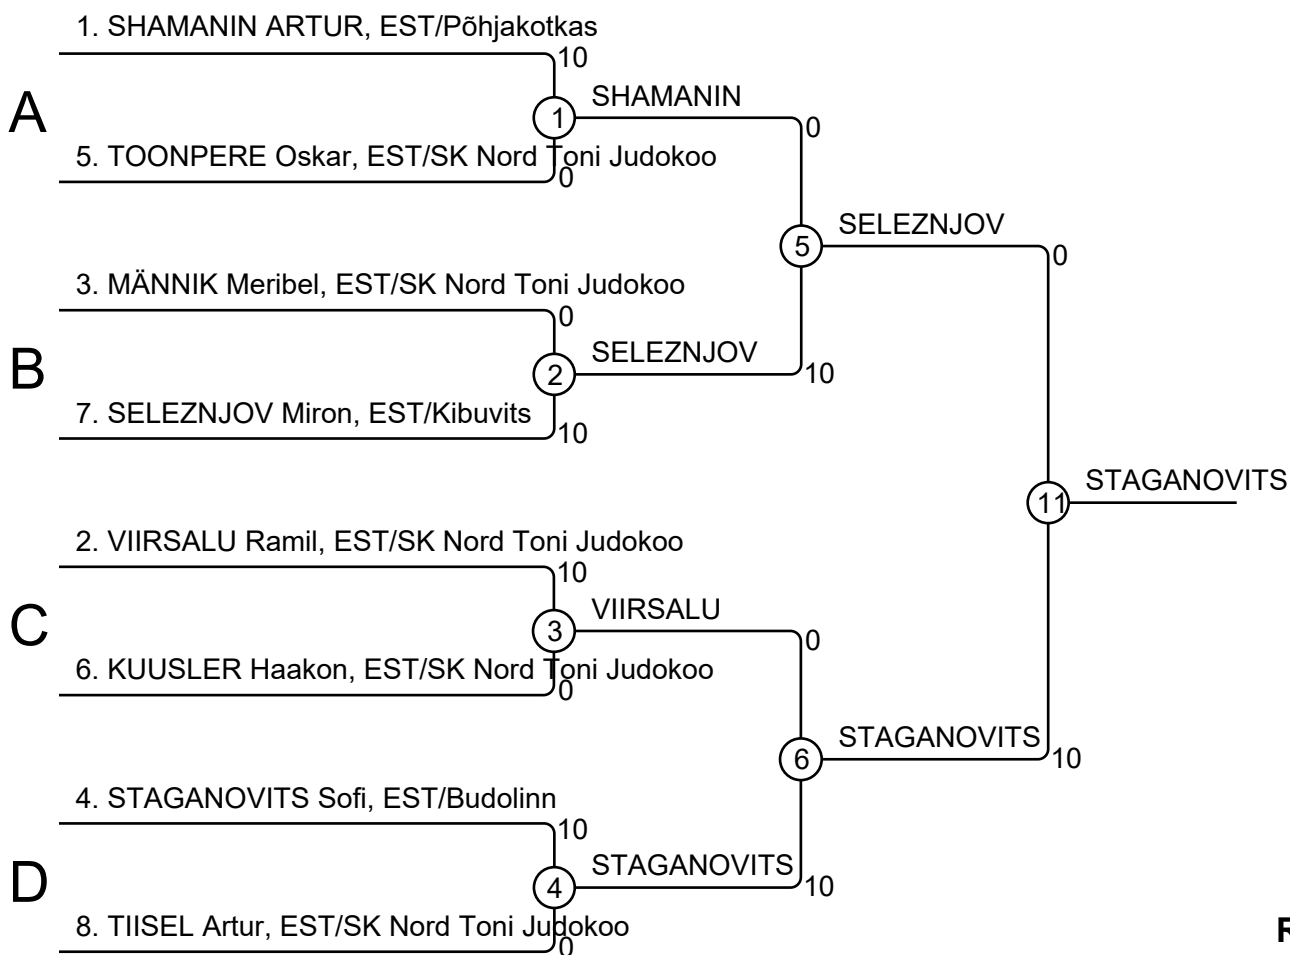 1. SHAMANIN ARTUR, EST/Põhjakotkas
10
A
1
SHAMANIN
0
5. TOONPERE Oskar, EST/SK Nord Toni Judokoo
0
5
SELEZNJOV
0
3. MÄNNIK Meribel, EST/SK Nord Toni Judokoo
0
B
2
SELEZNJOV
10
7. SELEZNJOV Miron, EST/Kibuvits
10
11
STAGANOVITS
2. VIIRSALU Ramil, EST/SK Nord Toni Judokoo
10
C
3
VIIRSALU
0
6. KUUSLER Haakon, EST/SK Nord Toni Judokoo
0
6
STAGANOVITS
10
4. STAGANOVITS Sofi, EST/Budolinn
10
D
4
STAGANOVITS
10
8. TIISEL Artur, EST/SK Nord Toni Judokoo
0
R